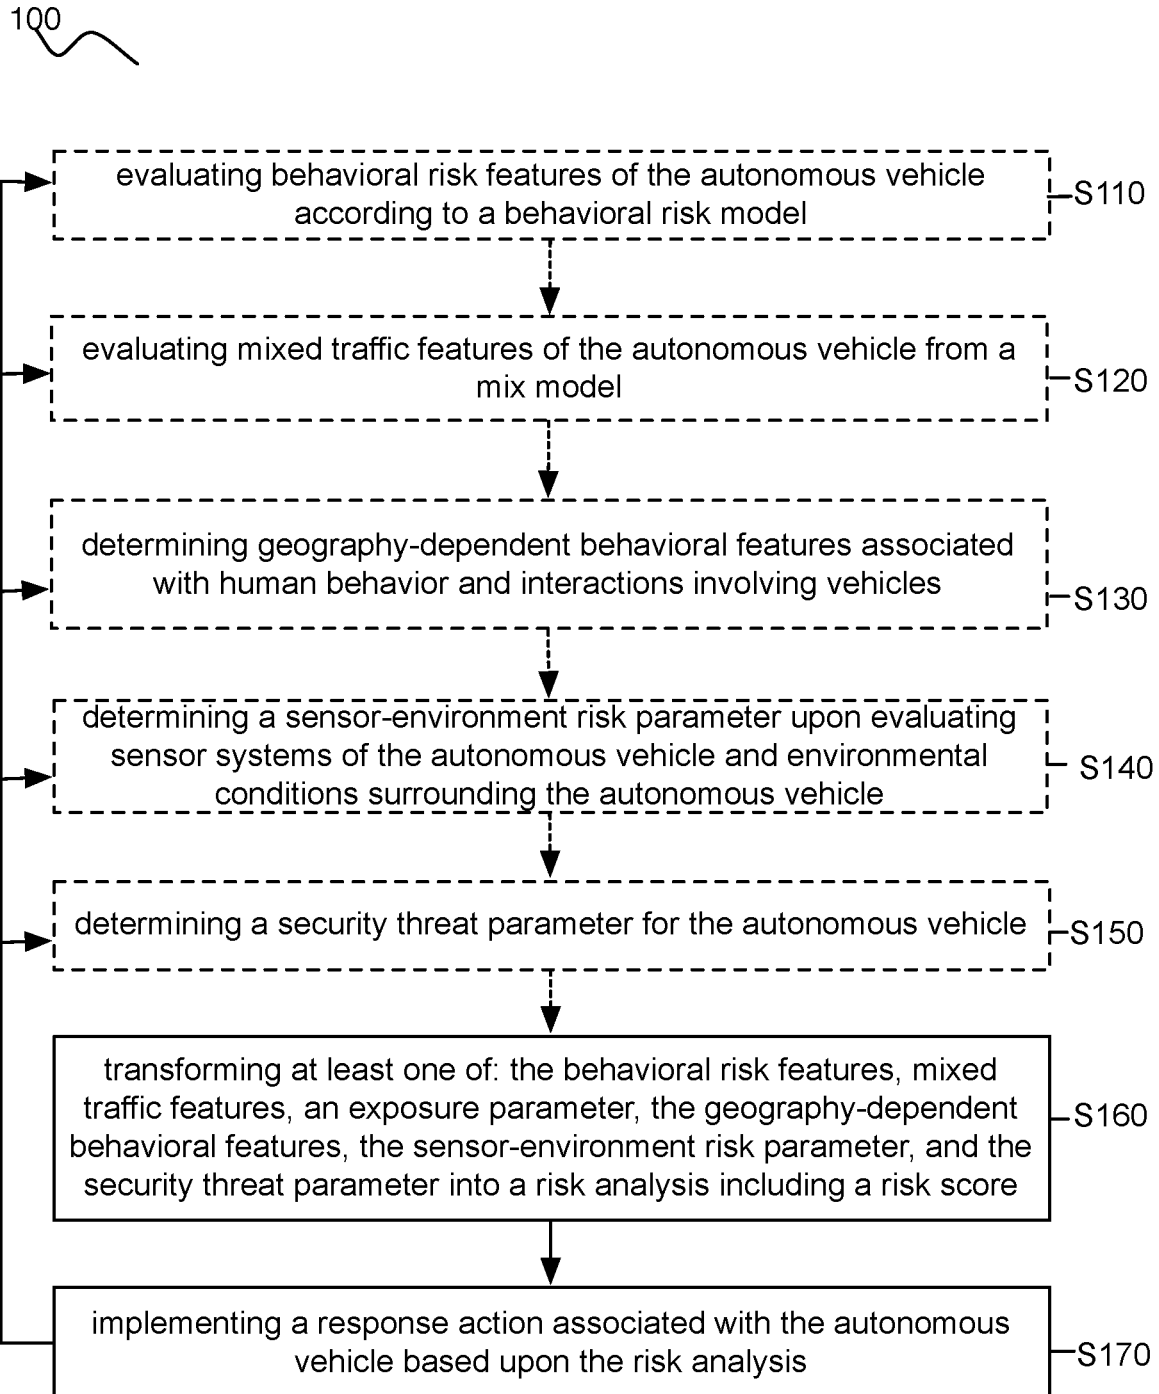 100
evaluating behavioral risk features of the autonomous vehicle
according to a behavioral risk model
S110
evaluating mixed traffic features of the autonomous vehicle from a
mix model
S120
determining geography-dependent behavioral features associated
with human behavior and interactions involving vehicles
S130
determining a sensor-environment risk parameter upon evaluating
sensor systems of the autonomous vehicle and environmental
conditions surrounding the autonomous vehicle
S140
determining a security threat parameter for the autonomous vehicle
S150
transforming at least one of: the behavioral risk features, mixed
traffic features, an exposure parameter, the geography-dependent
behavioral features, the sensor-environment risk parameter, and the
security threat parameter into a risk analysis including a risk score
S160
implementing a response action associated with the autonomous
vehicle based upon the risk analysis
S170